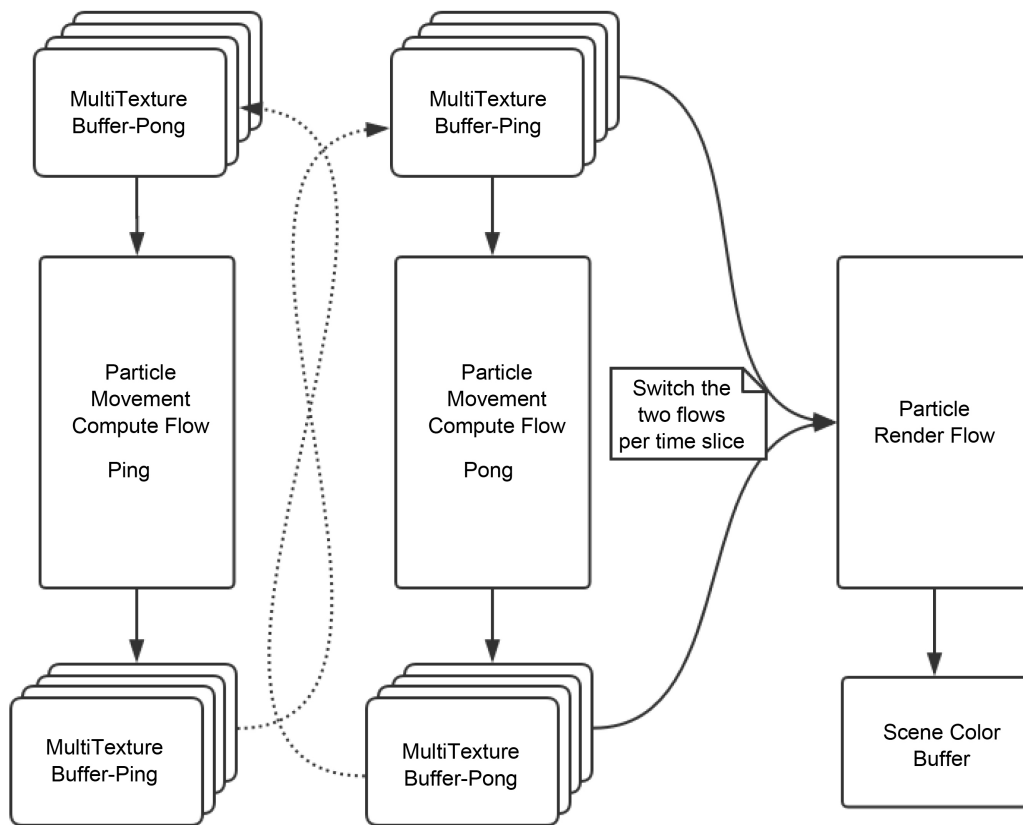 MultiTexture
Buffer-Pong
MultiTexture
Buffer-Ping
Particle
Movement
Compute Flow
Ping
Particle
Movement
Compute Flow
Pong
Switch the
two flows
per time slice
Particle
Render Flow
MultiTexture
Buffer-Ping
MultiTexture
Buffer-Pong
Scene Color
Buffer